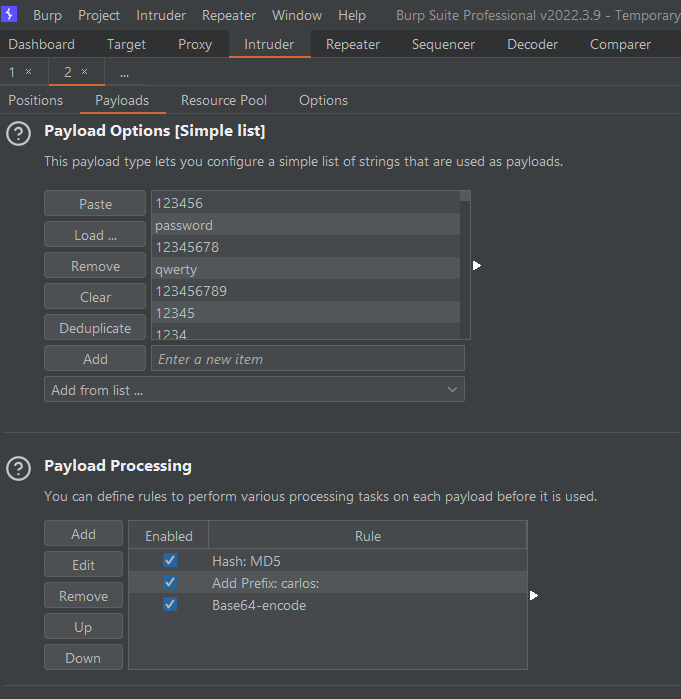 Burp Project Intruder Repeater Window Help Burp Suite Professional v2022.3.9 - Temporary
Dashboard Target Proxy Intruder Repeater Sequencer Decoder Comparer
1 × 2 × ...
Positions Payloads Resource Pool Options
? Payload Options [Simple list]
This payload type lets you configure a simple list of strings that are used as payloads.
Paste 123456
password
Load ... 12345678
Remove qwerty
Clear 123456789
12345
Deduplicate 1234
Add Enter a new item
Add from list ...
? Payload Processing
You can define rules to perform various processing tasks on each payload before it is used.
Add Enabled Rule
Edit Hash: MD5
Remove Add Prefix: carlos:
Up Base64-encode
Down